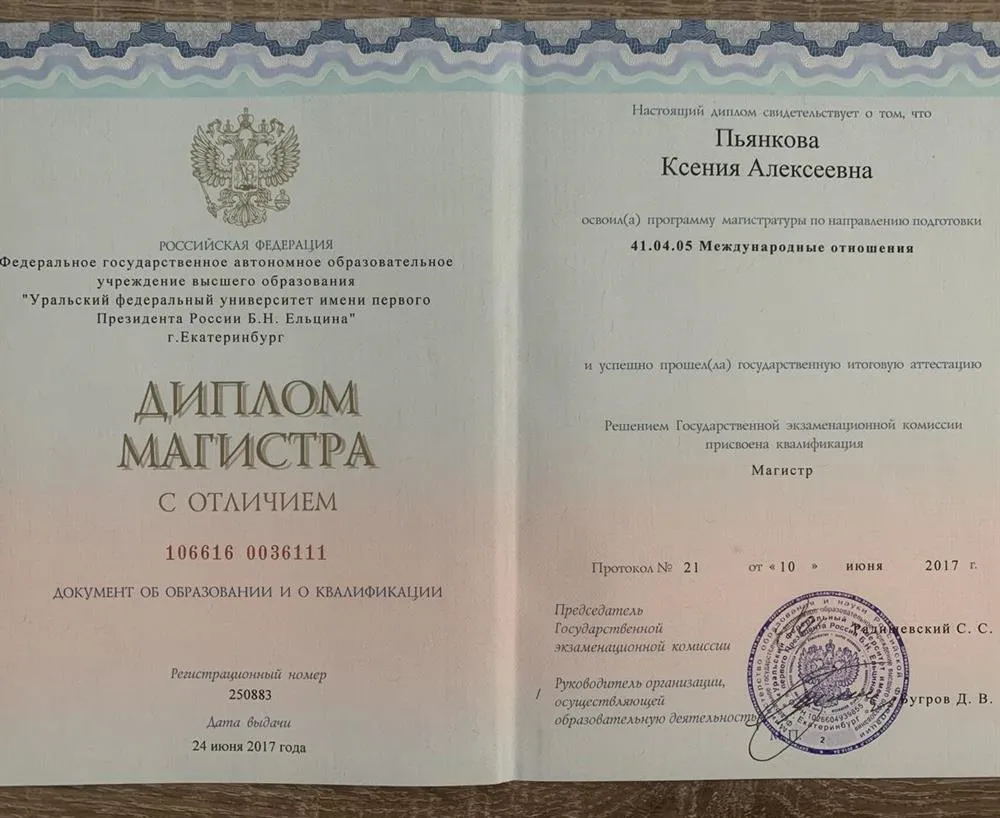 РОССИЙСКАЯ ФЕДЕРАЦИЯ
Федеральное государственное автономное образовательное
учреждение высшего образования
"Уральский федеральный университет имени первого
Президента России Б.Н. Ельцина"
г.Екатеринбург
ДИПЛОМ
МАГИСТРА
С ОТЛИЧИЕМ
106616 0036111
ДОКУМЕНТ ОБ ОБРАЗОВАНИИ И О КВАЛИФИКАЦИИ
Регистрационный номер
250883
Дата выдачи
24 июня 2017 года
Настоящий диплом свидетельствует о том, что
Пьянкова
Ксения Алексеевна
освоил(а) программу магистратуры по направлению подготовки
41.04.05 Международные отношения
и успешно прошел(ла) государственную итоговую аттестацию
Решением Государственной экзаменационной комиссии
присвоена квалификация
Магистр
Протокол № 21 от «10 » июня 2017 г.
Председатель
Государственной
экзаменационной комиссии
Радищевский С. С.
/ Руководитель организации,
осуществляющей
образовательную деятельность
Бугров Д. В.
М.П.